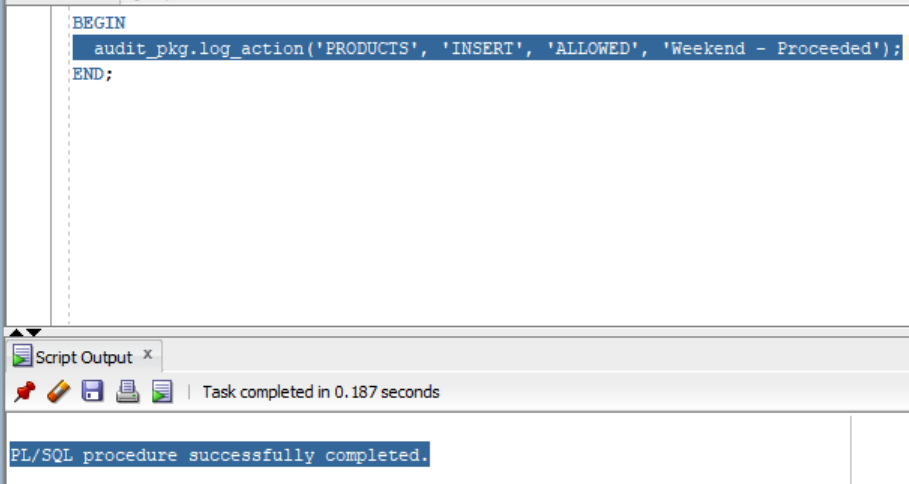 BEGIN
audit_pkg.log_action('PRODUCTS', 'INSERT', 'ALLOWED', 'Weekend - Proceeded');
END;
Script Output x
Task completed in 0.187 seconds
PL/SQL procedure successfully completed.